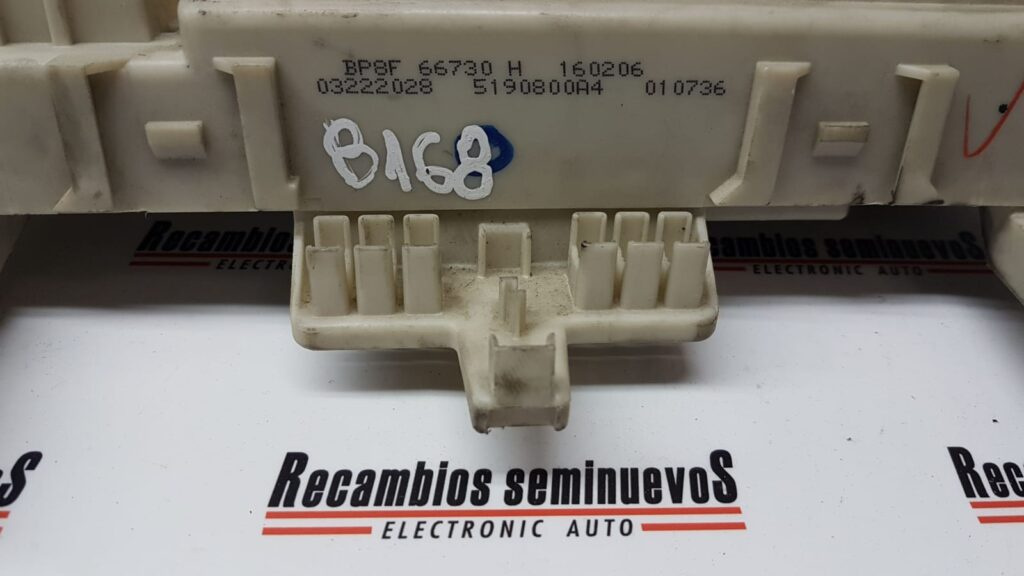 BP8F 66730 H 160206
03222028 5190800A4 010736
B168
Recambios seminuevoS
ELECTRONIC AUTO
Recambios seminuevoS
ELECTRONIC AUTO
Recambios seminuevoS
ELECTRONIC AUTO
S
Re